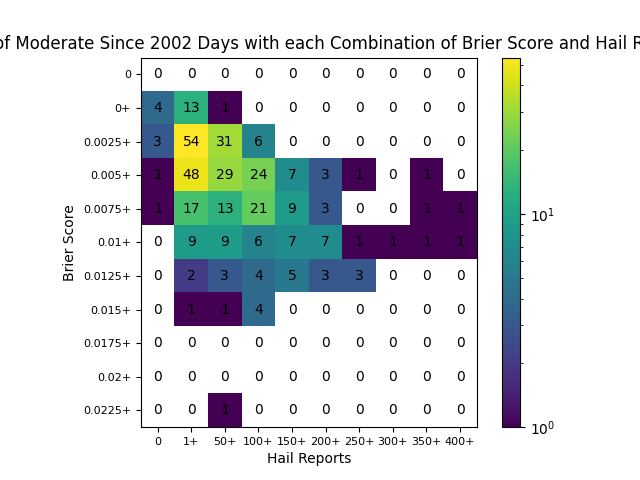 of Moderate Since 2002 Days with each Combination of Brier Score and Hail R
0 0 0 0 0 0 0 0 0 0 0
0+ 4 13 1 0 0 0 0 0 0 0
0.0025+ 3 54 31 6 0 0 0 0 0 0
0.005+ 1 48 29 24 7 3 1 0 1 0
0.0075+ 1 17 13 21 9 3 0 0 1 1
0.01+ 0 9 9 6 7 7 1 1 1 1
0.0125+ 0 2 3 4 5 3 3 0 0 0
0.015+ 0 1 1 4 0 0 0 0 0 0
0.0175+ 0 0 0 0 0 0 0 0 0 0
0.02+ 0 0 0 0 0 0 0 0 0 0
0.0225+ 0 0 1 0 0 0 0 0 0 0
0 1+ 50+ 100+ 150+ 200+ 250+ 300+ 350+ 400+
Hail Reports
Brier Score
10¹
10⁰